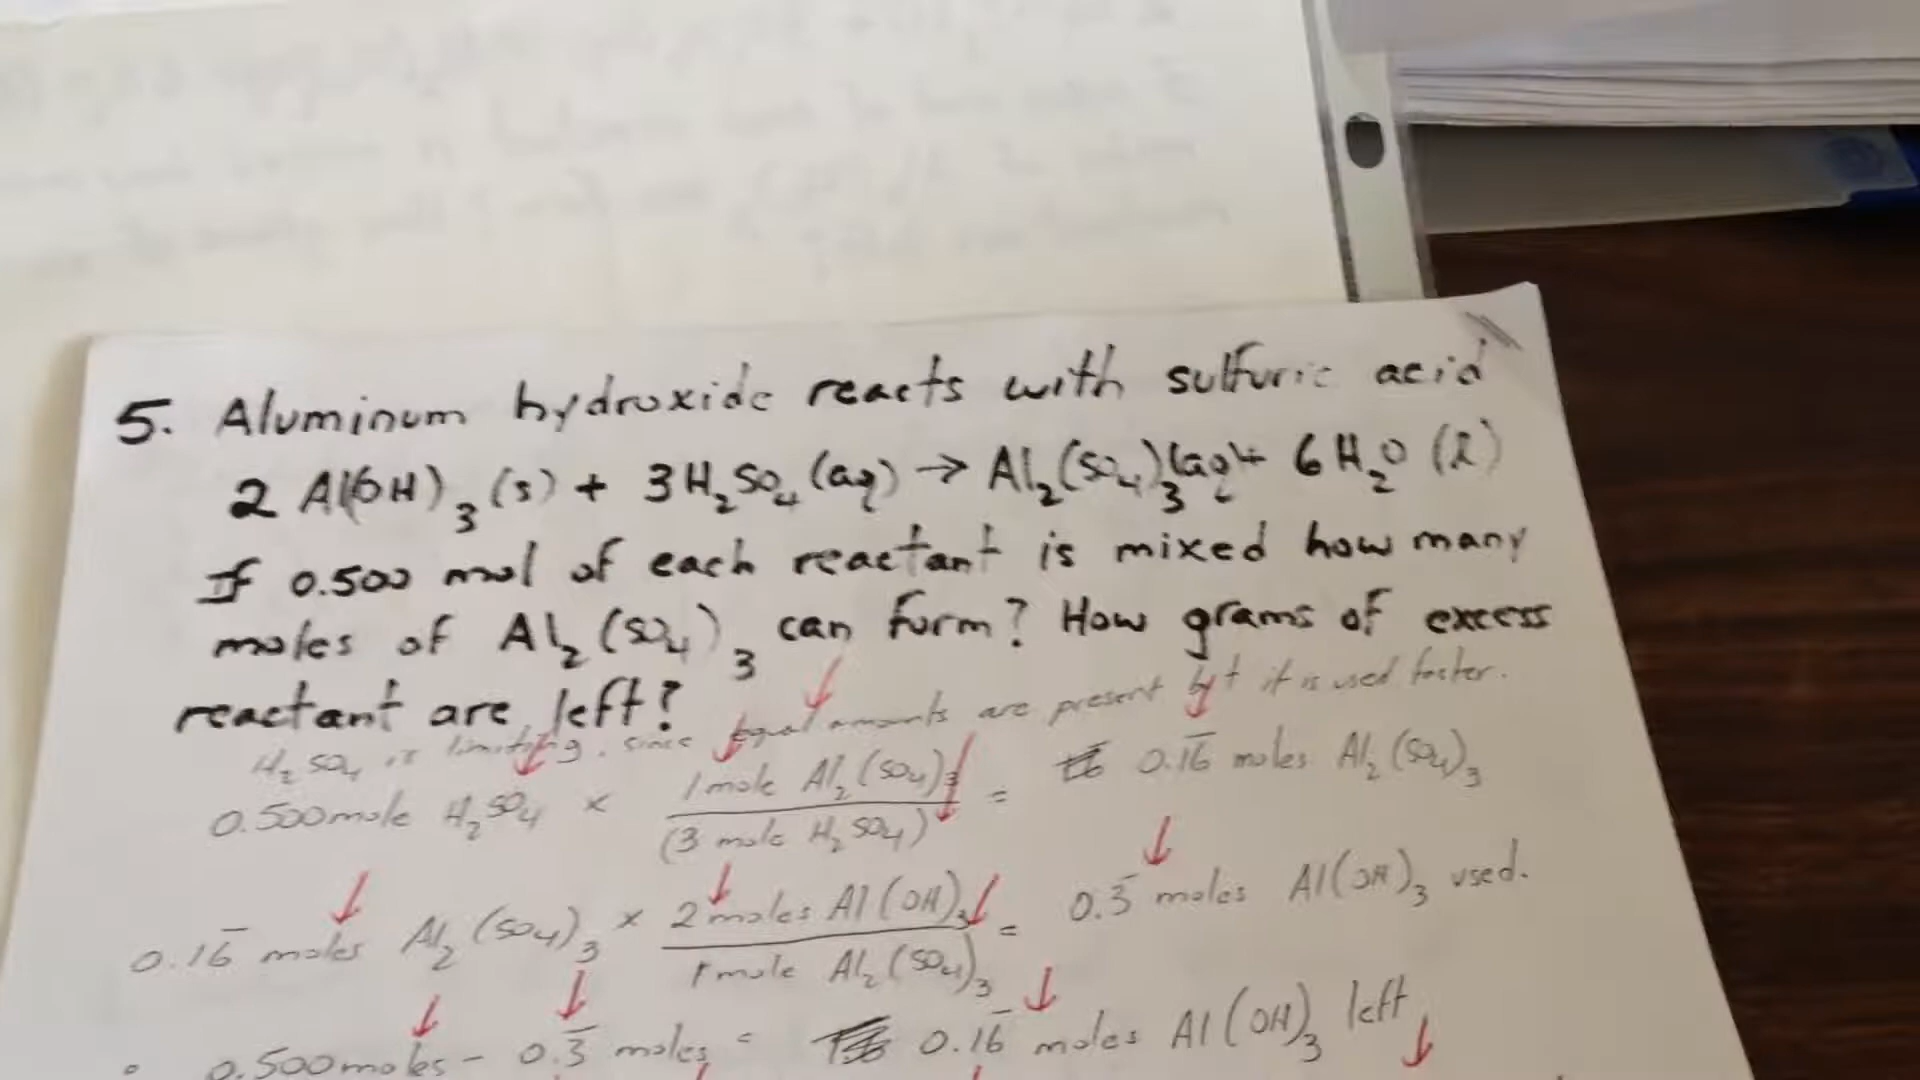 5. Aluminum hydroxide reacts with sulfuric acid
2 Al(OH)₃(s) + 3H₂SO₄(aq) → Al₂(SO₄)₃(aq) + 6H₂O(l)
If 0.500 mol of each reactant is mixed how many
moles of Al₂(SO₄)₃ can form? How grams of excess
reactant are left?
H₂SO₄ is limiting, since equal amounts are present but it is used faster.
0.500 mole H₂SO₄ × 1 mole Al₂(SO₄)₃ / (3 mole H₂SO₄) = 0.16̅ moles Al₂(SO₄)₃
0.16̅ moles Al₂(SO₄)₃ × 2 moles Al(OH)₃ / 1 mole Al₂(SO₄)₃ = 0.3̅ moles Al(OH)₃ used.
0.500 moles - 0.3̅ moles = 0.16̅ moles Al(OH)₃ left